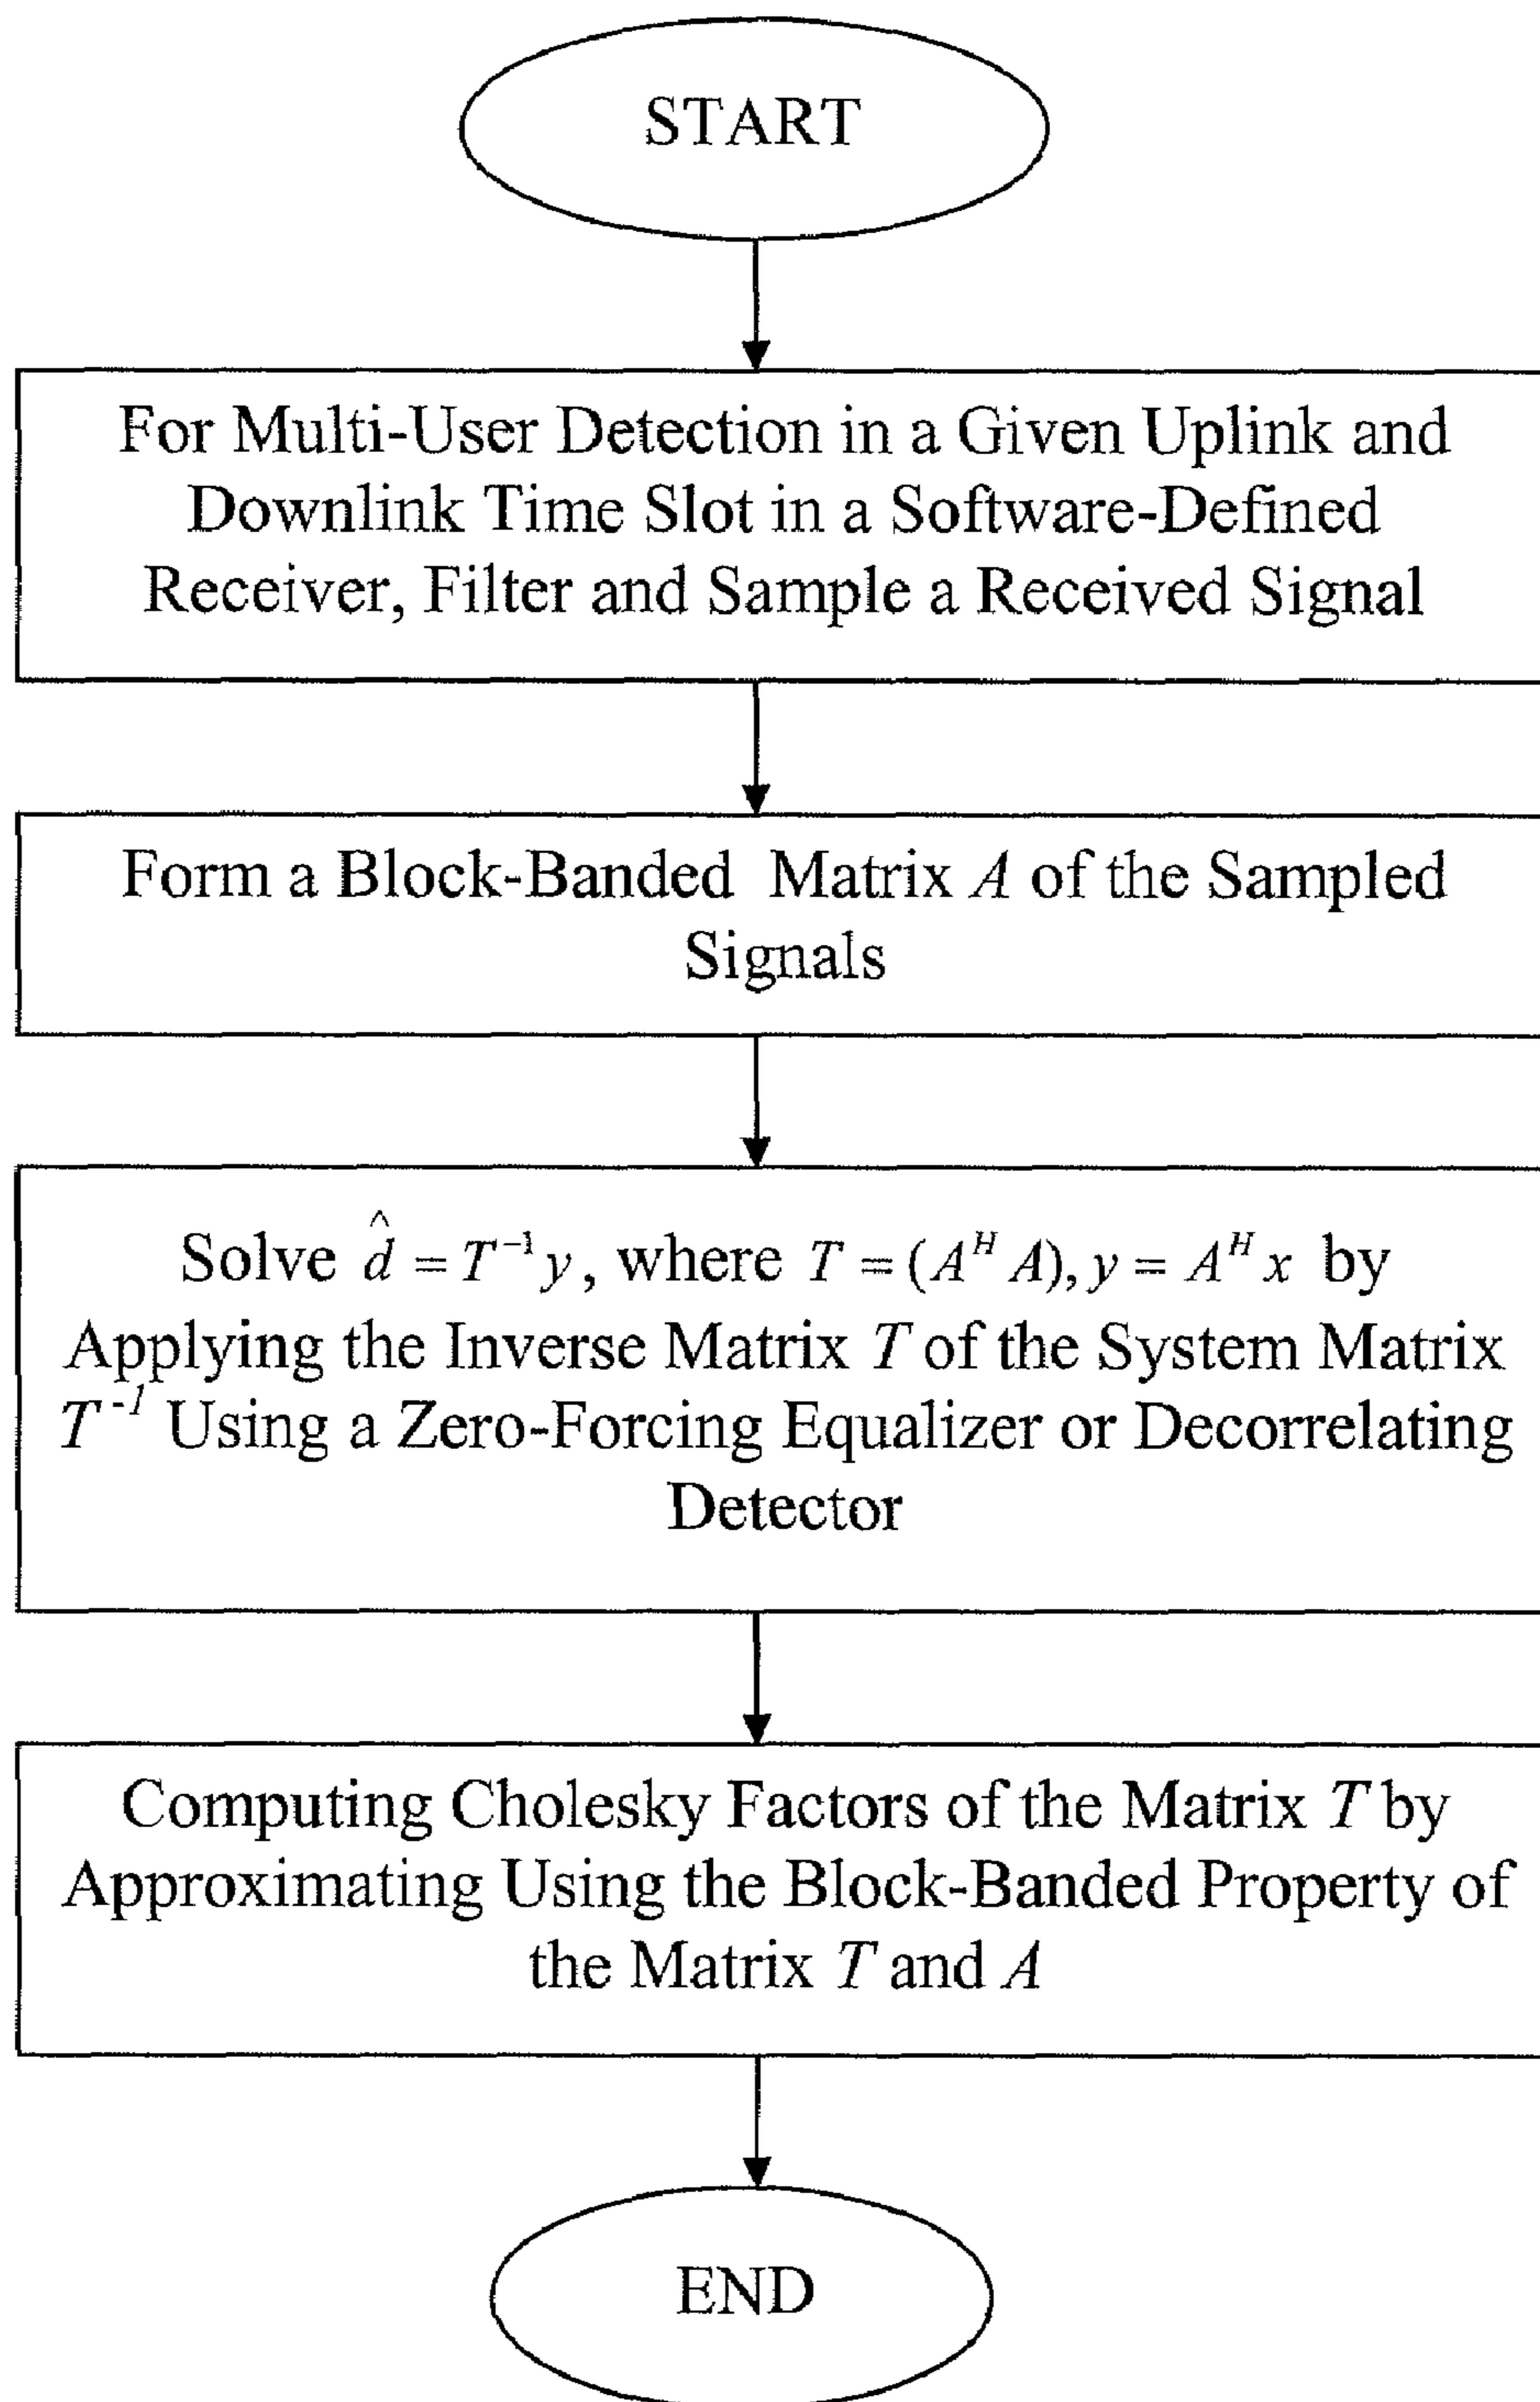 START
For Multi-User Detection in a Given Uplink and
Downlink Time Slot in a Software-Defined
Receiver, Filter and Sample a Received Signal
Form a Block-Banded Matrix A of the Sampled
Signals
Solve d̂ = T⁻¹y, where T = (Aᴴ A), y = Aᴴ x by
Applying the Inverse Matrix T of the System Matrix
T⁻¹ Using a Zero-Forcing Equalizer or Decorrelating
Detector
Computing Cholesky Factors of the Matrix T by
Approximating Using the Block-Banded Property of
the Matrix T and A
END